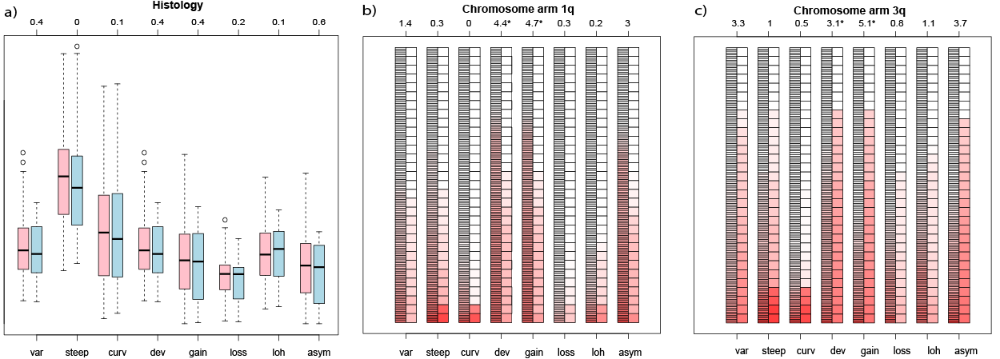 a)
Histology
0.4 0 0.1 0.4 0.4 0.2 0.1 0.6
var steep curv dev gain loss loh asym
b)
Chromosome arm 1q
1.4 0.3 0 4.4* 4.7* 0.3 0.2 3
var steep curv dev gain loss loh asym
c)
Chromosome arm 3q
3.3 1 0.5 3.1* 5.1* 0.8 1.1 3.7
var steep curv dev gain loss loh asym